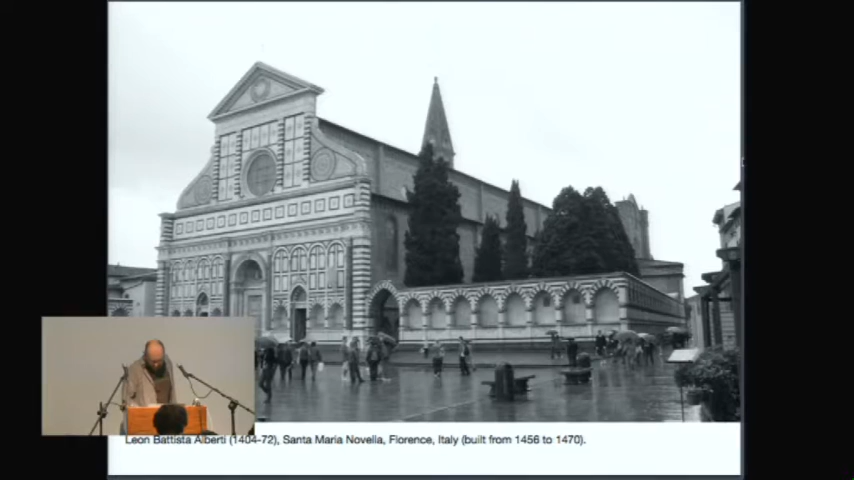 Leon Battista Alberti (1404-72), Santa Maria Novella, Florence, Italy (built from 1456 to 1470).